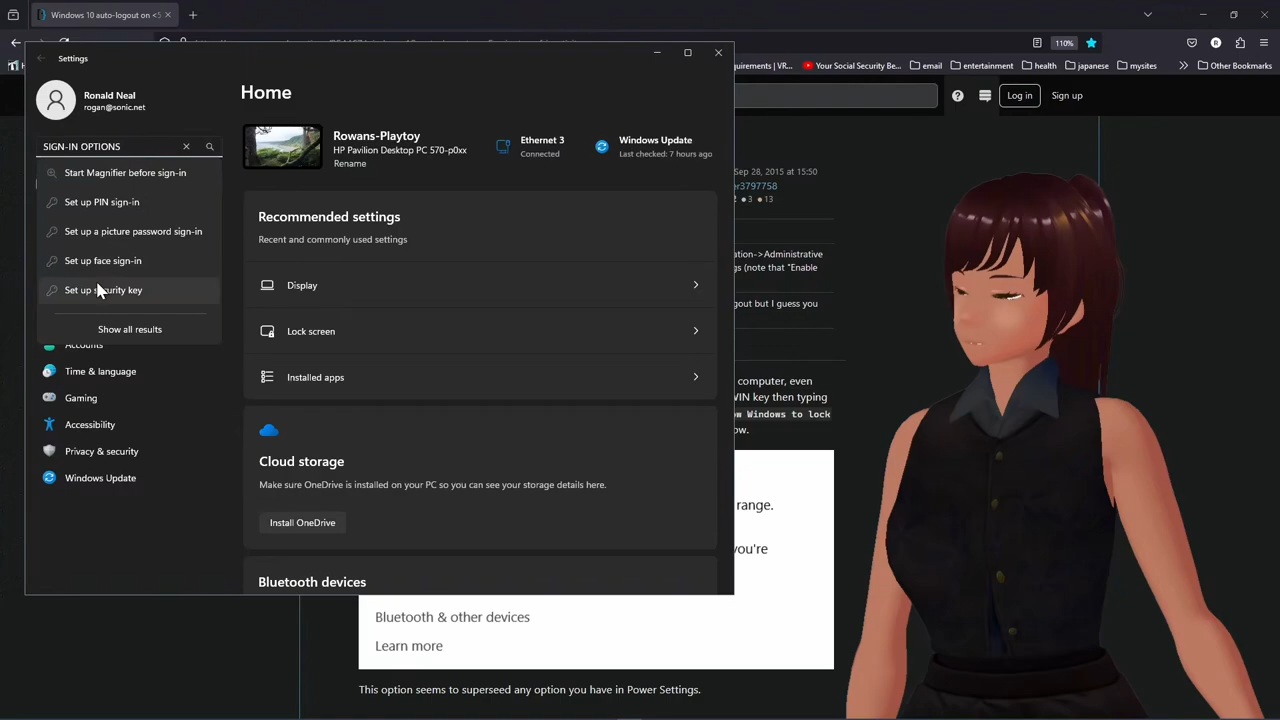 Windows 10 auto-logout on <5
110%
equirements | VR...
Your Social Security Be...
email
entertainment
health
japanese
mysites
Other Bookmarks
Settings
Ronald Neal
rogan@sonic.net
SIGN-IN OPTIONS
Start Magnifier before sign-in
Set up PIN sign-in
Set up a picture password sign-in
Set up face sign-in
Set up security key
Show all results
Accounts
Time & language
Gaming
Accessibility
Privacy & security
Windows Update
Home
Rowans-Playtoy
HP Pavilion Desktop PC 570-p0xx
Rename
Ethernet 3
Connected
Windows Update
Last checked: 7 hours ago
Recommended settings
Recent and commonly used settings
Display
Lock screen
Installed apps
Cloud storage
Make sure OneDrive is installed on your PC so you can see your storage details here.
Install OneDrive
Bluetooth devices
Log in
Sign up
Sep 28, 2015 at 15:50
er3797758
3 13
ation->Administrative
gs (note that "Enable
gout but I guess you
computer, even
WIN key then typing
ow Windows to lock
ow.
range.
you're
Bluetooth & other devices
Learn more
This option seems to superseed any option you have in Power Settings.